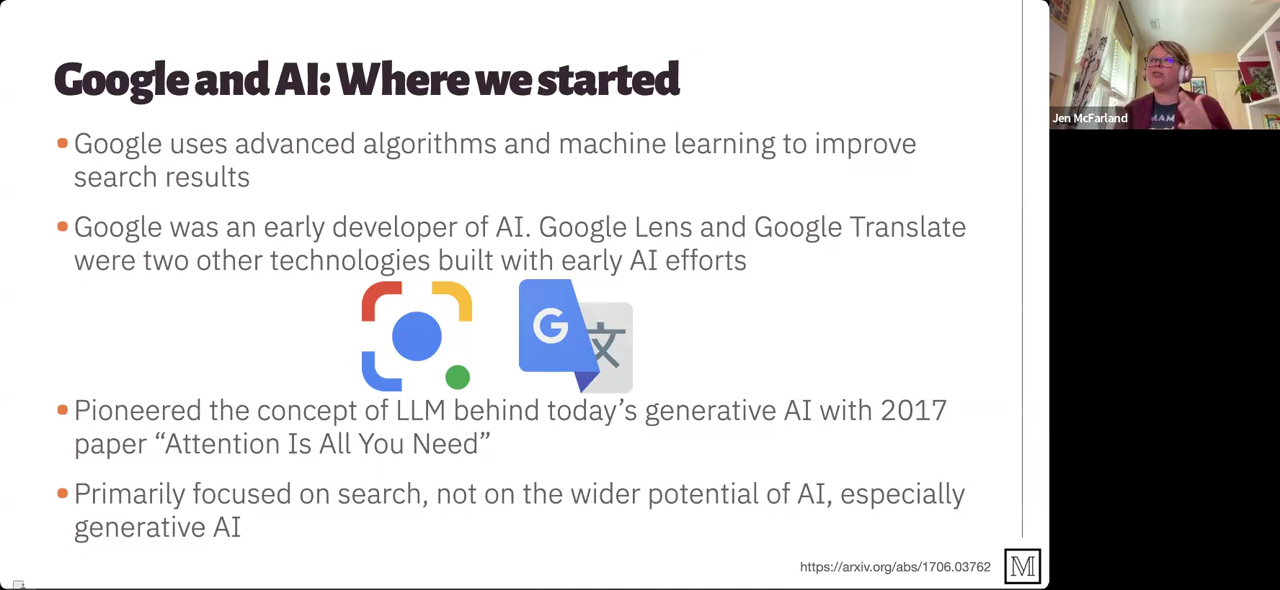 Google and AI: Where we started
• Google uses advanced algorithms and machine learning to improve
search results
• Google was an early developer of AI. Google Lens and Google Translate
were two other technologies built with early AI efforts
G 文
• Pioneered the concept of LLM behind today’s generative AI with 2017
paper “Attention Is All You Need”
• Primarily focused on search, not on the wider potential of AI, especially
generative AI
https://arxiv.org/abs/1706.03762
M
Jen McFarland
MAM